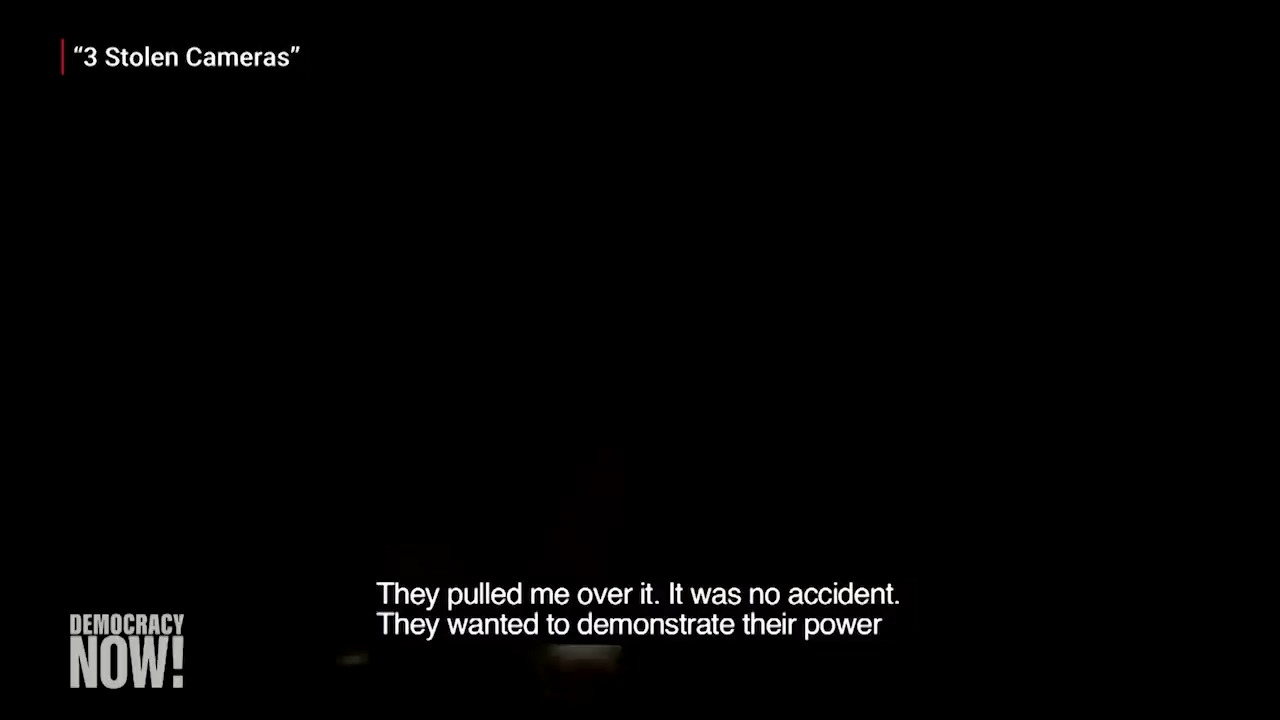 “3 Stolen Cameras”
They pulled me over it. It was no accident.
They wanted to demonstrate their power
DEMOCRACY
NOW!